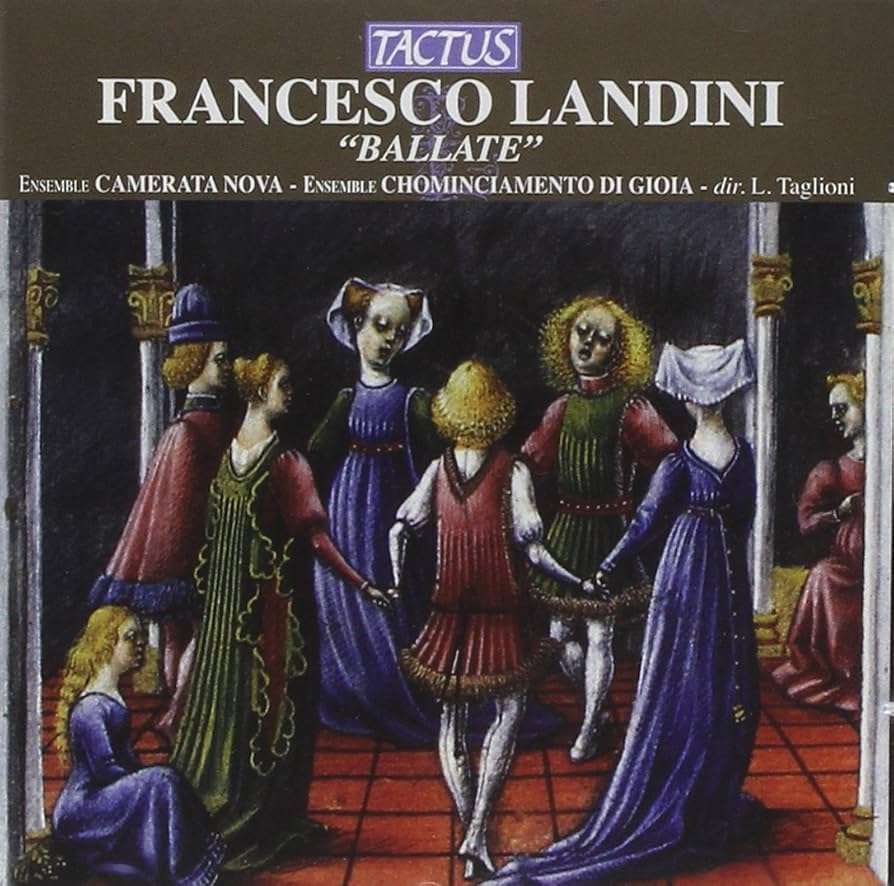 TACTUS
FRANCESCO LANDINI
“BALLATE”
ENSEMBLE CAMERATA NOVA - ENSEMBLE CHOMINCIAMENTO DI GIOIA - dir. L. Taglioni